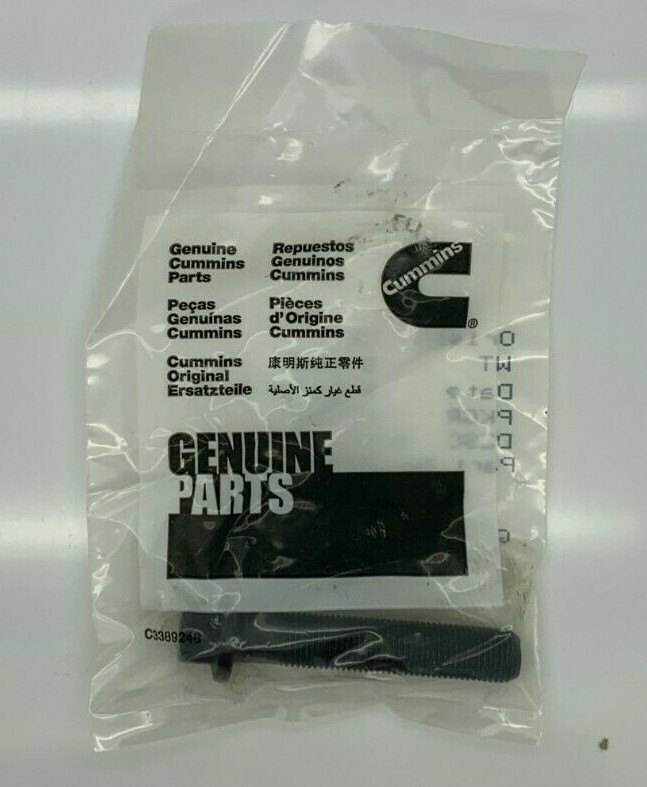 Genuine
Cummins
Parts
Repuestos
Genuinos
Cummins
Cummins
®
Peças
Genuínas
Cummins
Pièces
d'Origine
Cummins
Cummins
Original
Ersatzteile
康明斯纯正零件
قطع غيار كمنز الأصلية
GENUINE
PARTS